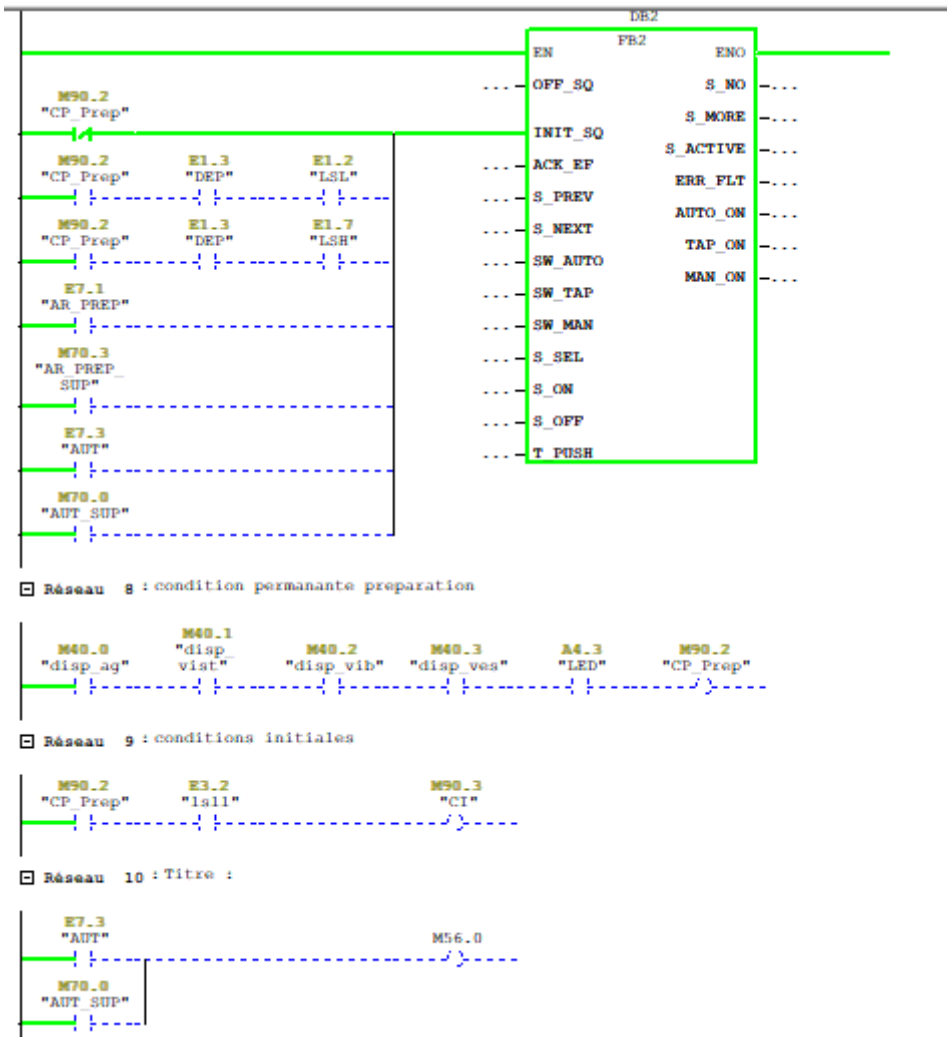 DB2
FB2
EN ENO
... OFF_SQ S_NO ...
M90.2
"CP_Prep"
S_MORE ...
INIT_SQ
S_ACTIVE ...
M90.2 E1.3 E1.2
"CP_Prep" "DEP" "LSL"
... ACK_EF
ERR_FLT ...
... S_PREV
AUTO_ON ...
M90.2 E1.3 E1.7
"CP_Prep" "DEP" "LSH"
... S_NEXT
TAP_ON ...
... SW_AUTO
MAN_ON ...
E7.1
"AR_PREP"
... SW_TAP
... SW_MAN
M70.3
"AR_PREP_
SUP"
... S_SEL
... S_ON
... S_OFF
E7.3
"AUT"
... T_PUSH
M70.0
"AUT_SUP"
Réseau 8 : condition permanante preparation
M40.0 M40.1 M40.2 M40.3 A4.3 M90.2
"disp_ag" "disp_
vist" "disp_vib" "disp_ves" "LED" "CP_Prep"
Réseau 9 : conditions initiales
M90.2 E3.2 M90.3
"CP_Prep" "lsl1" "CI"
Réseau 10 : Titre :
E7.3
"AUT" M56.0
M70.0
"AUT_SUP"